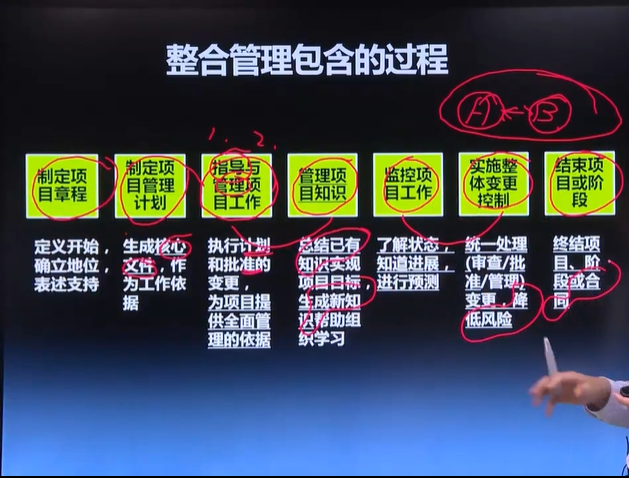 整合管理包含的过程
A B
1. 2.
制定项
目章程
制定项
目管理
计划
指导与
管理项
目工作
管理项
目知识
监控项
目工作
实施整
体变更
控制
结束项
目或阶
段
定义开始，
确立地位，
表述支持
生成核心
文件，作
为工作依
据
执行计划
和批准的
变更，
为项目提
供全面管
理的依据
总结已有
知识实现
项目目标，
生成新知
识帮助组
织学习
了解状态，
知道进展，
进行预测
统一处理
(审查/批
准/管理)
变更，降
低风险
终结项
目、阶
段或合
同